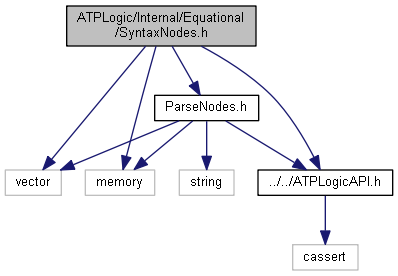 ATPLogic/Internal/Equational
/SyntaxNodes.h
ParseNodes.h
vector
memory
string
../../ATPLogicAPI.h
cassert